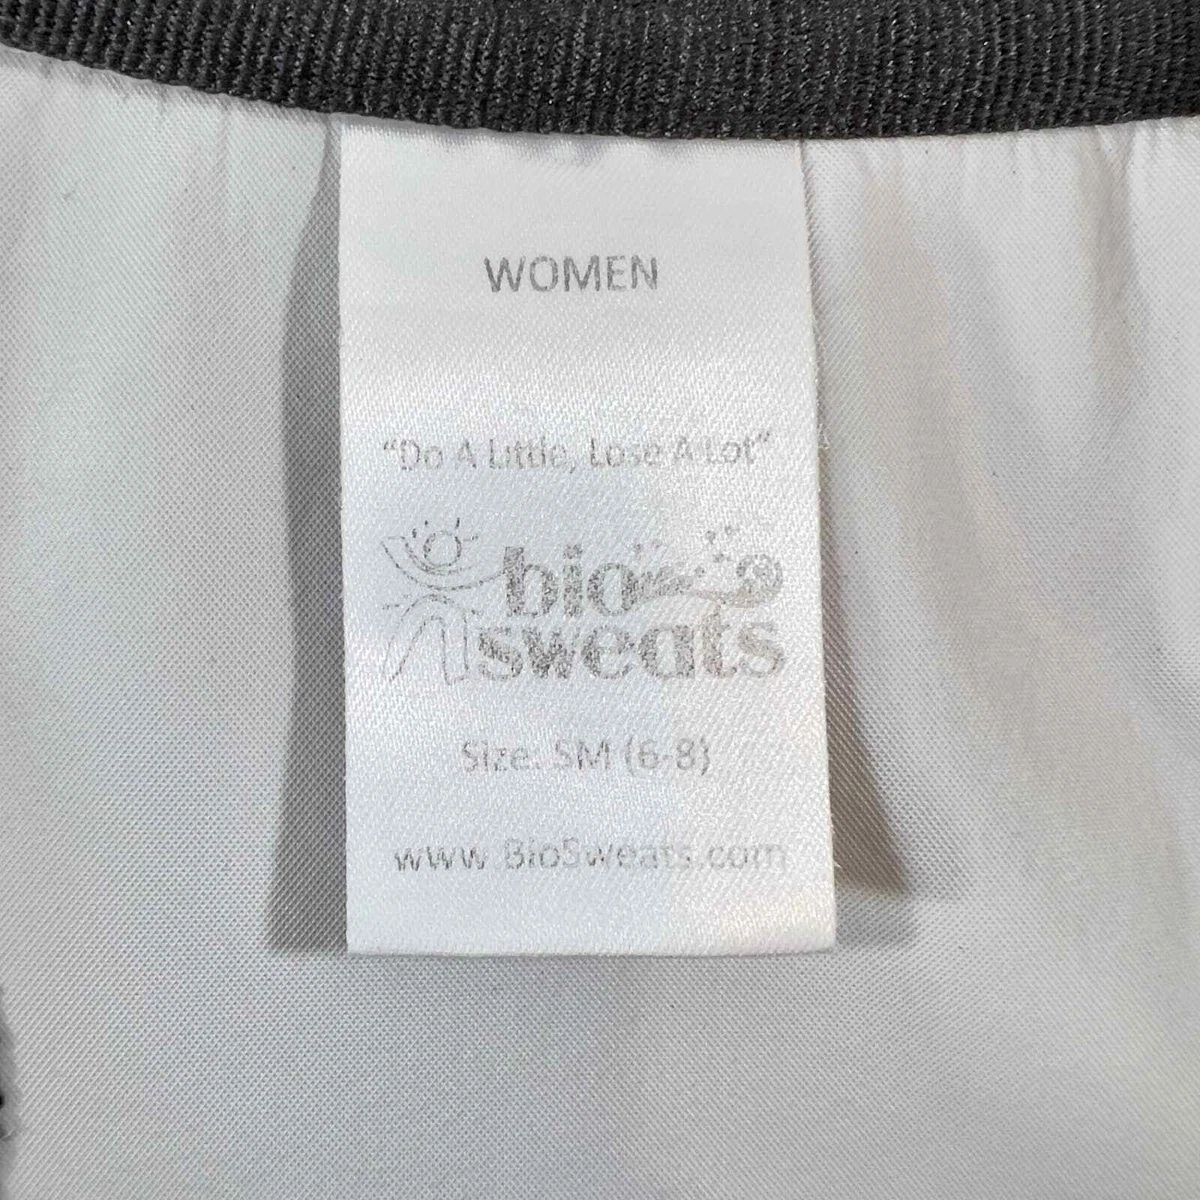 WOMEN
“Do A Little, Lose A Lot”
bio
sweats
Size: SM (6-8)
www.BioSweats.com